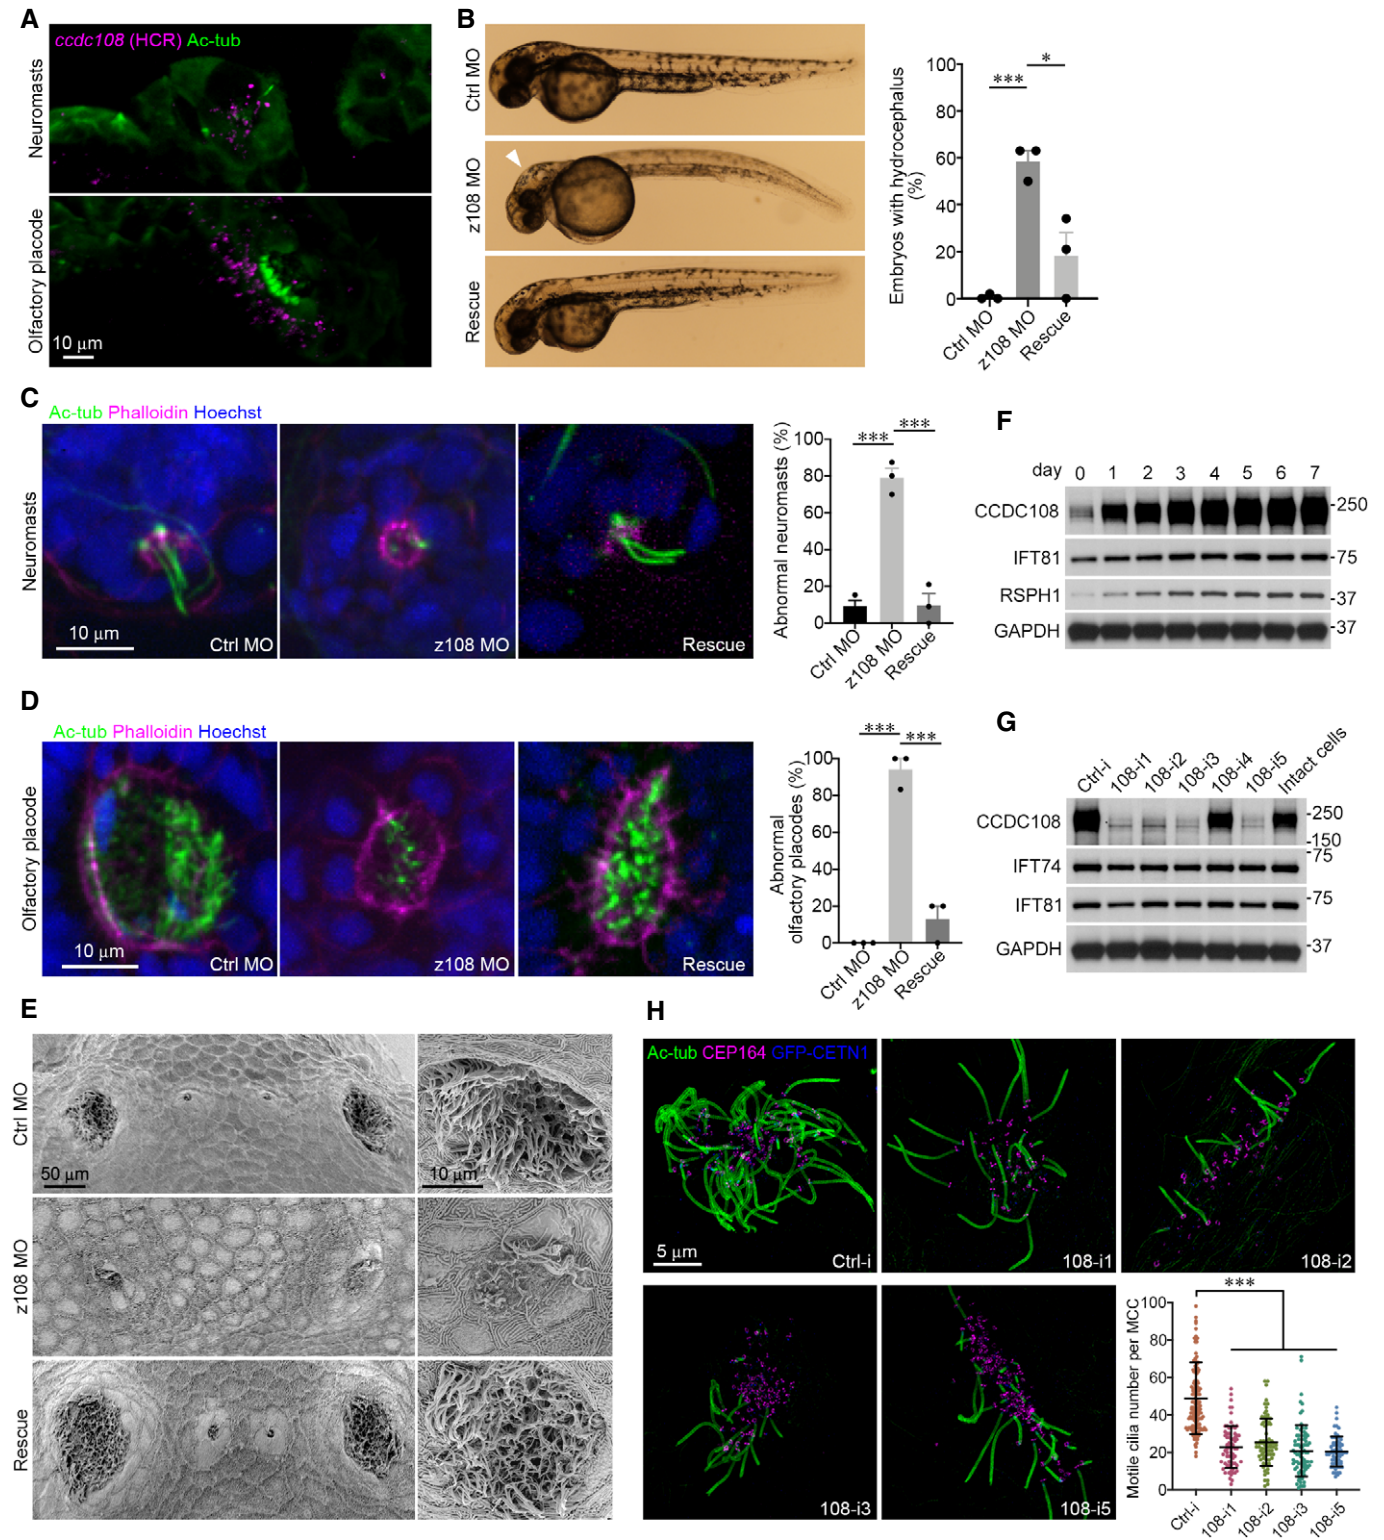 A
ccdc108 (HCR) Ac-tub
Neuromasts
Olfactory placode
10 μm
B
Ctrl MO
z108 MO
Rescue
Embryos with hydrocephalus
(%)
100
80
60
40
20
0
***
*
Ctrl MO
z108 MO
Rescue
C
Ac-tub Phalloidin Hoechst
Neuromasts
10 μm
Ctrl MO
z108 MO
Rescue
Abnormal neuromasts (%)
100
80
60
40
20
0
***
***
Ctrl MO
z108 MO
Rescue
D
Ac-tub Phalloidin Hoechst
Olfactory placode
10 μm
Ctrl MO
z108 MO
Rescue
Abnormal
olfactory placodes (%)
100
80
60
40
20
0
***
***
Ctrl MO
z108 MO
Rescue
E
Ctrl MO
z108 MO
Rescue
50 μm
10 μm
F
day 0 1 2 3 4 5 6 7
CCDC108
-250
IFT81
-75
RSPH1
-37
GAPDH
-37
G
Ctrl-i
108-i1
108-i2
108-i3
108-i4
108-i5
Intact cells
CCDC108
-250
-150
IFT74
-75
IFT81
-75
GAPDH
-37
H
Ac-tub CEP164 GFP-CETN1
5 μm
Ctrl-i
108-i1
108-i2
108-i3
108-i5
Motile cilia number per MCC
100
80
60
40
20
0
***
Ctrl-i
108-i1
108-i2
108-i3
108-i5